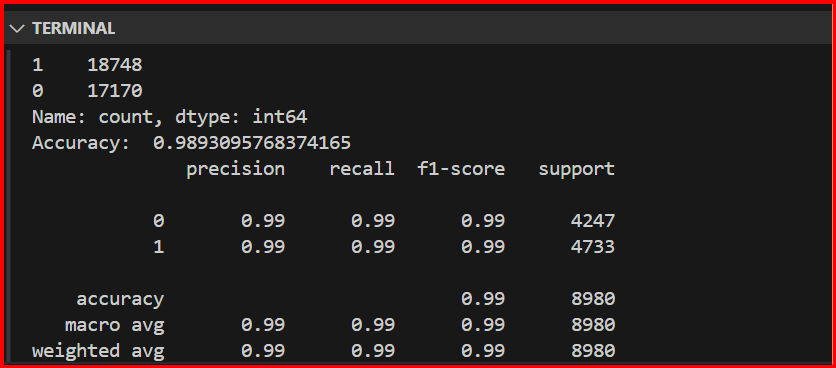 TERMINAL
1    18748
0    17170
Name: count, dtype: int64
Accuracy:  0.9893095768374165
              precision    recall  f1-score   support
           0       0.99      0.99      0.99      4247
           1       0.99      0.99      0.99      4733
    accuracy                           0.99      8980
   macro avg       0.99      0.99      0.99      8980
weighted avg       0.99      0.99      0.99      8980